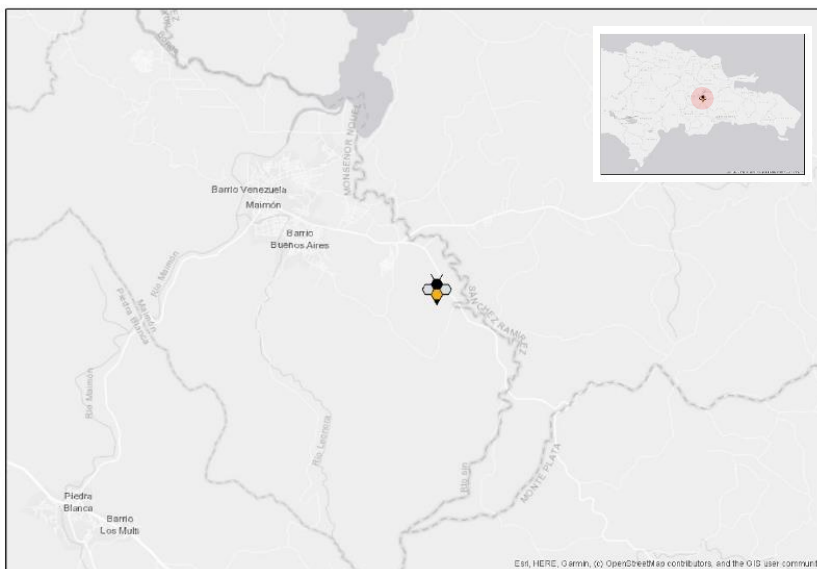 MONSEÑOR NOUEL
Barrio Venezuela
Maimón
Barrio
Buenos Aires
Río Maimón
Maimón
Piedra Blanca
SÁNCHEZ RAMÍREZ
Río Maimón
Río Leonora
MONTE PLATA
Piedra
Blanca
Barrio
Los Multi
Esri, HERE, Garmin, (c) OpenStreetMap contributors, and the GIS user communit